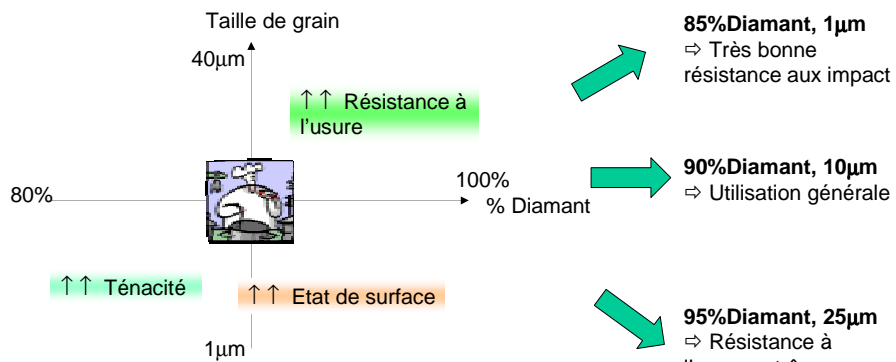 Taille de grain
40µm
↑↑ Résistance à
l'usure
80%
100%
% Diamant
↑↑ Ténacité
↑↑ Etat de surface
1µm
85%Diamant, 1µm
⇨ Très bonne
résistance aux impact
90%Diamant, 10µm
⇨ Utilisation générale
95%Diamant, 25µm
⇨ Résistance à